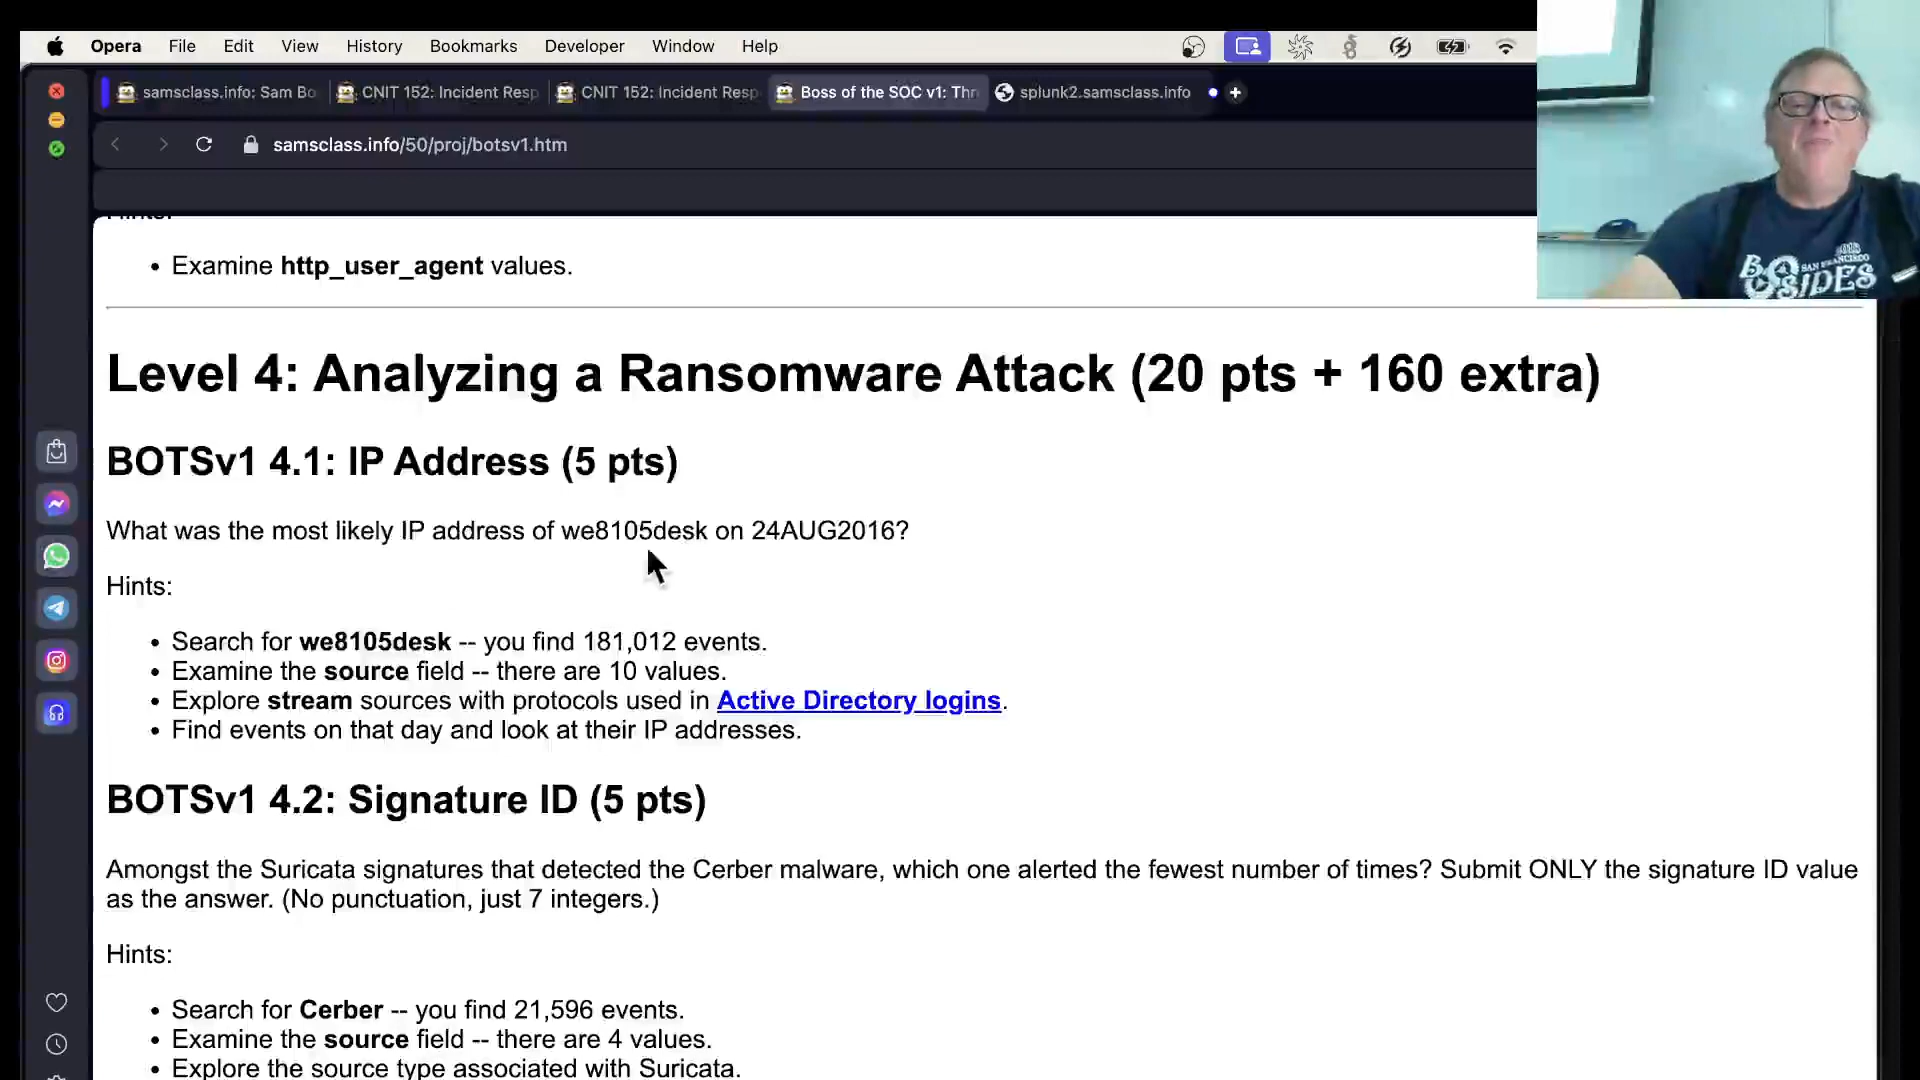 Opera File Edit View History Bookmarks Developer Window Help
samsclass.info: Sam Bo CNIT 152: Incident Resp CNIT 152: Incident Resp Boss of the SOC v1: Thr splunk2.samsclass.info
samsclass.info/50/proj/botsv1.htm
Hints:
• Examine http_user_agent values.
Level 4: Analyzing a Ransomware Attack (20 pts + 160 extra)
BOTSv1 4.1: IP Address (5 pts)
What was the most likely IP address of we8105desk on 24AUG2016?
Hints:
• Search for we8105desk -- you find 181,012 events.
• Examine the source field -- there are 10 values.
• Explore stream sources with protocols used in Active Directory logins.
• Find events on that day and look at their IP addresses.
BOTSv1 4.2: Signature ID (5 pts)
Amongst the Suricata signatures that detected the Cerber malware, which one alerted the fewest number of times? Submit ONLY the signature ID value
as the answer. (No punctuation, just 7 integers.)
Hints:
• Search for Cerber -- you find 21,596 events.
• Examine the source field -- there are 4 values.
• Explore the source type associated with Suricata.
SAN FRANCISCO
BSIDES